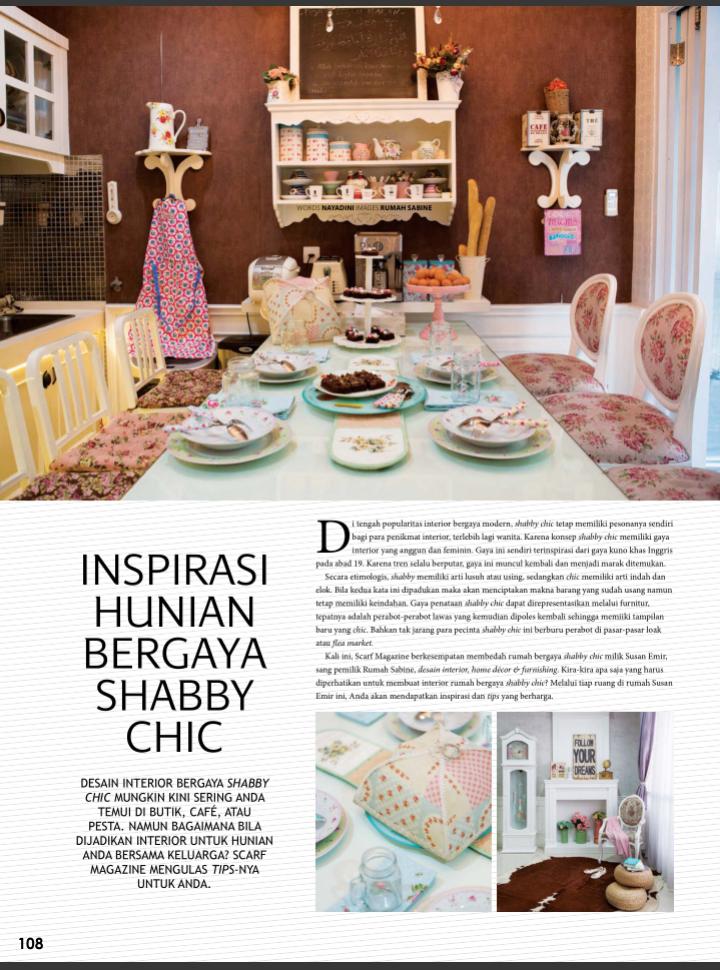 CAFE
THÉ
WORDS NAYADINI IMAGES RUMAH SABINE
INSPIRASI
HUNIAN
BERGAYA
SHABBY
CHIC
DESAIN INTERIOR BERGAYA SHABBY
CHIC MUNGKIN KINI SERING ANDA
TEMUI DI BUTIK, CAFÉ, ATAU
PESTA. NAMUN BAGAIMANA BILA
DIJADIKAN INTERIOR UNTUK HUNIAN
ANDA BERSAMA KELUARGA? SCARF
MAGAZINE MENGULAS TIPS-NYA
UNTUK ANDA.
Di tengah popularitas interior bergaya modern, shabby chic tetap memiliki pesonanya sendiri
bagi para penikmat interior, terlebih lagi wanita. Karena konsep shabby chic memiliki gaya
interior yang anggun dan feminin. Gaya ini sendiri terinspirasi dari gaya kuno khas Inggris
pada abad 19. Karena tren selalu berputar, gaya ini muncul kembali dan menjadi marak ditemukan.
Secara etimologis, shabby memiliki arti lusuh atau using, sedangkan chic memiliki arti indah dan
elok. Bila kedua kata ini dipadukan maka akan menciptakan makna barang yang sudah usang namun
tetap memiliki keindahan. Gaya penataan shabby chic dapat direpresentasikan melalui furnitur,
tepatnya adalah perabot-perabot lawas yang kemudian dipoles kembali sehingga memiiki tampilan
baru yang chic. Bahkan tak jarang para pecinta shabby chic ini berburu perabot di pasar-pasar loak
atau flea market.
Kali ini, Scarf Magazine berkesempatan membedah rumah bergaya shabby chic milik Susan Emir,
sang pemilik Rumah Sabine, desain interior, home décor & furnishing. Kira-kira apa saja yang harus
diperhatikan untuk membuat interior rumah bergaya shabby chic? Melalui tiap ruang di rumah Susan
Emir ini, Anda akan mendapatkan inspirasi dan tips yang berharga.
FOLLOW
YOUR
DREAMS
108